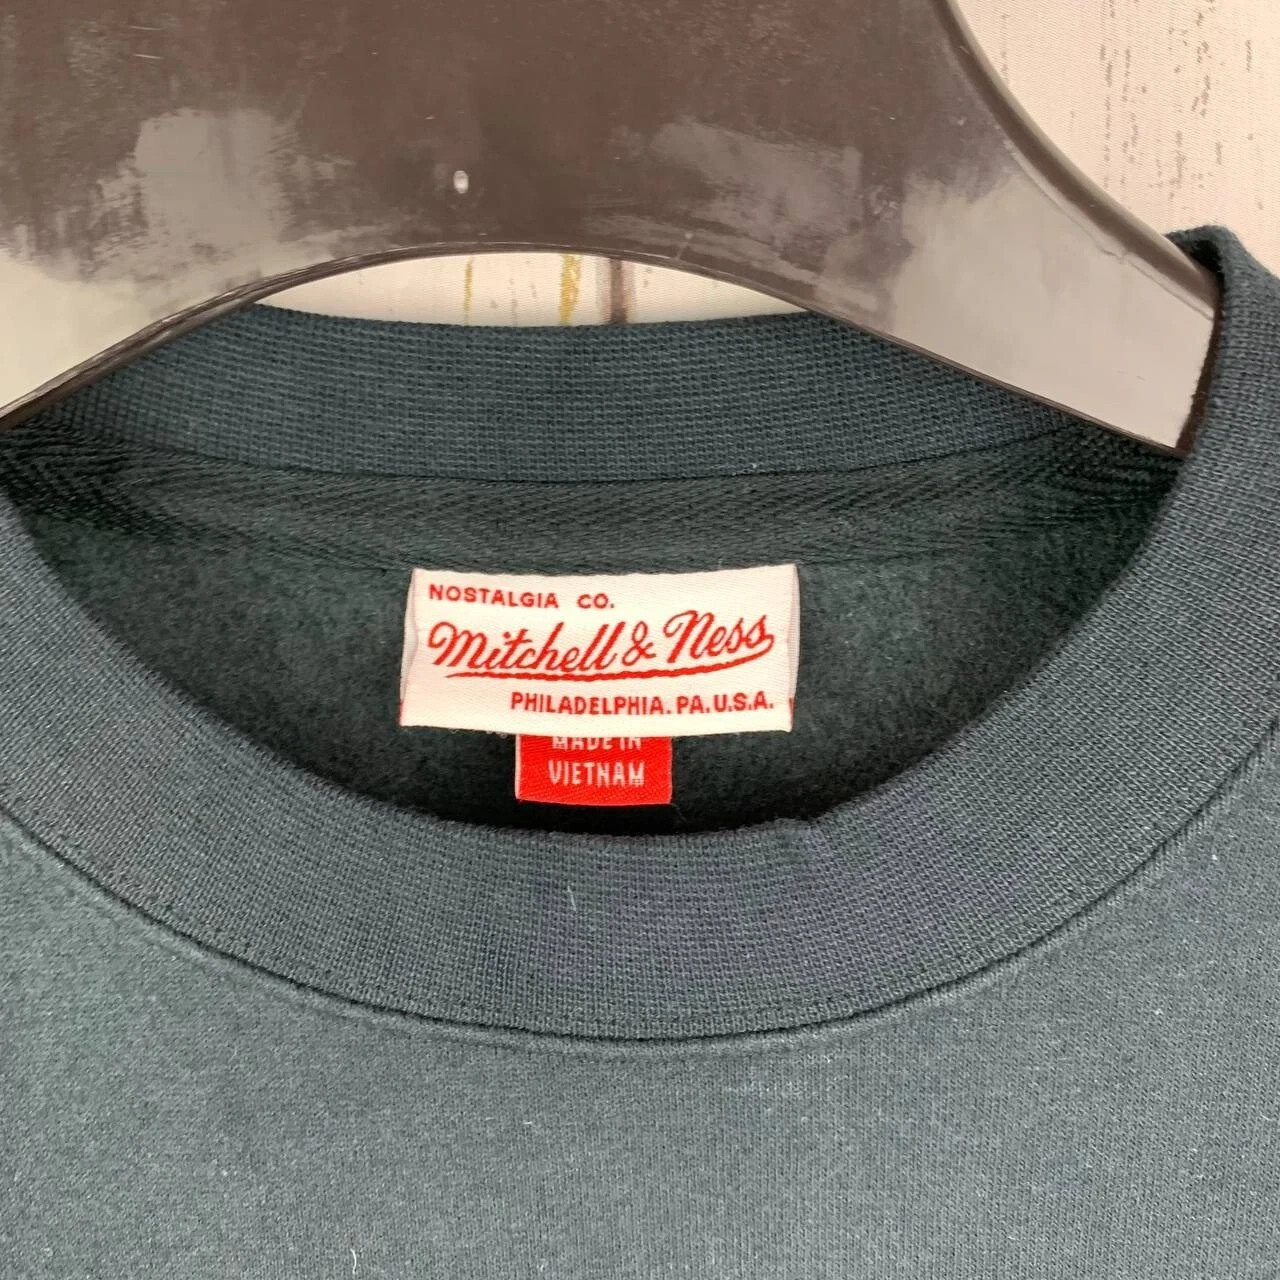 NOSTALGIA CO.
Mitchell & Ness
PHILADELPHIA. PA. U.S.A.
MADE IN
VIETNAM